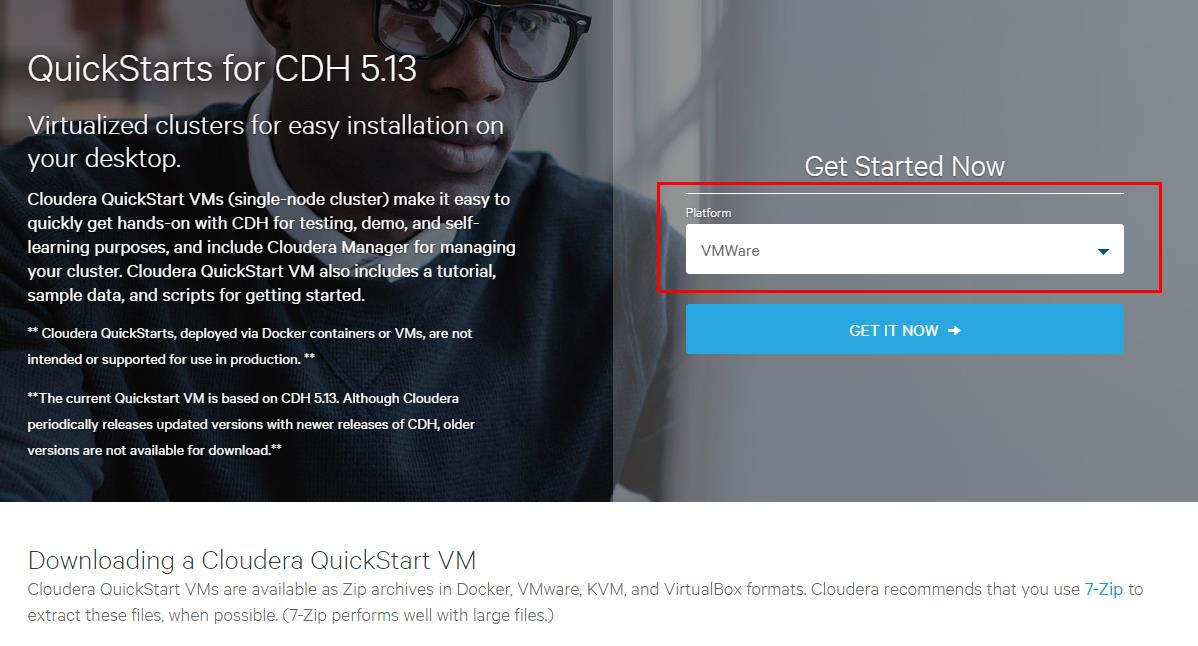 QuickStarts for CDH 5.13
Virtualized clusters for easy installation on
your desktop.
Cloudera QuickStart VMs (single-node cluster) make it easy to
quickly get hands-on with CDH for testing, demo, and self-
learning purposes, and include Cloudera Manager for managing
your cluster. Cloudera QuickStart VM also includes a tutorial,
sample data, and scripts for getting started.
** Cloudera QuickStarts, deployed via Docker containers or VMs, are not
intended or supported for use in production. **
**The current Quickstart VM is based on CDH 5.13. Although Cloudera
periodically releases updated versions with newer releases of CDH, older
versions are not available for download.**
Get Started Now
Platform
VMWare
GET IT NOW →
Downloading a Cloudera QuickStart VM
Cloudera QuickStart VMs are available as Zip archives in Docker, VMware, KVM, and VirtualBox formats. Cloudera recommends that you use 7-Zip to
extract these files, when possible. (7-Zip performs well with large files.)